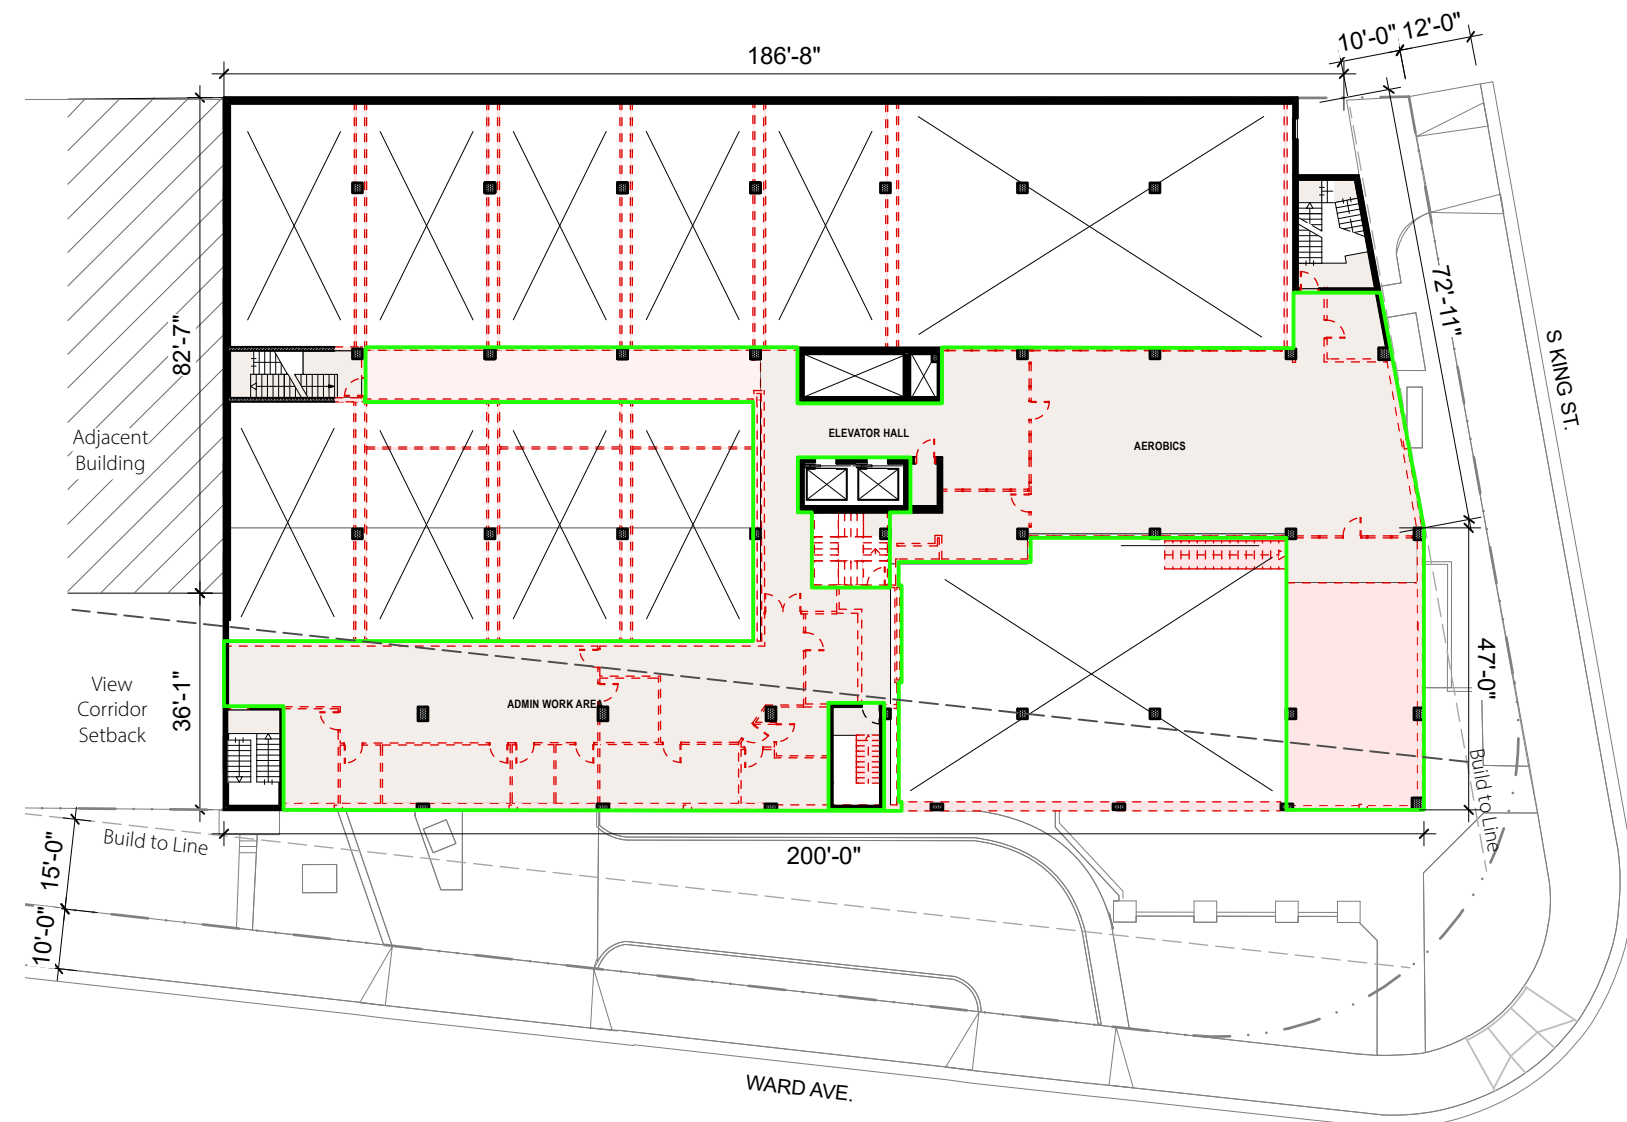 186'-8"
10'-0"
12'-0"
82'-7"
72'-11"
S KING ST.
Adjacent
Building
ELEVATOR HALL
AEROBICS
View
Corridor
Setback
36'-1"
ADMIN WORK AREA
47'-0"
Build to Line
Build to Line
200'-0"
15'-0"
10'-0"
WARD AVE.